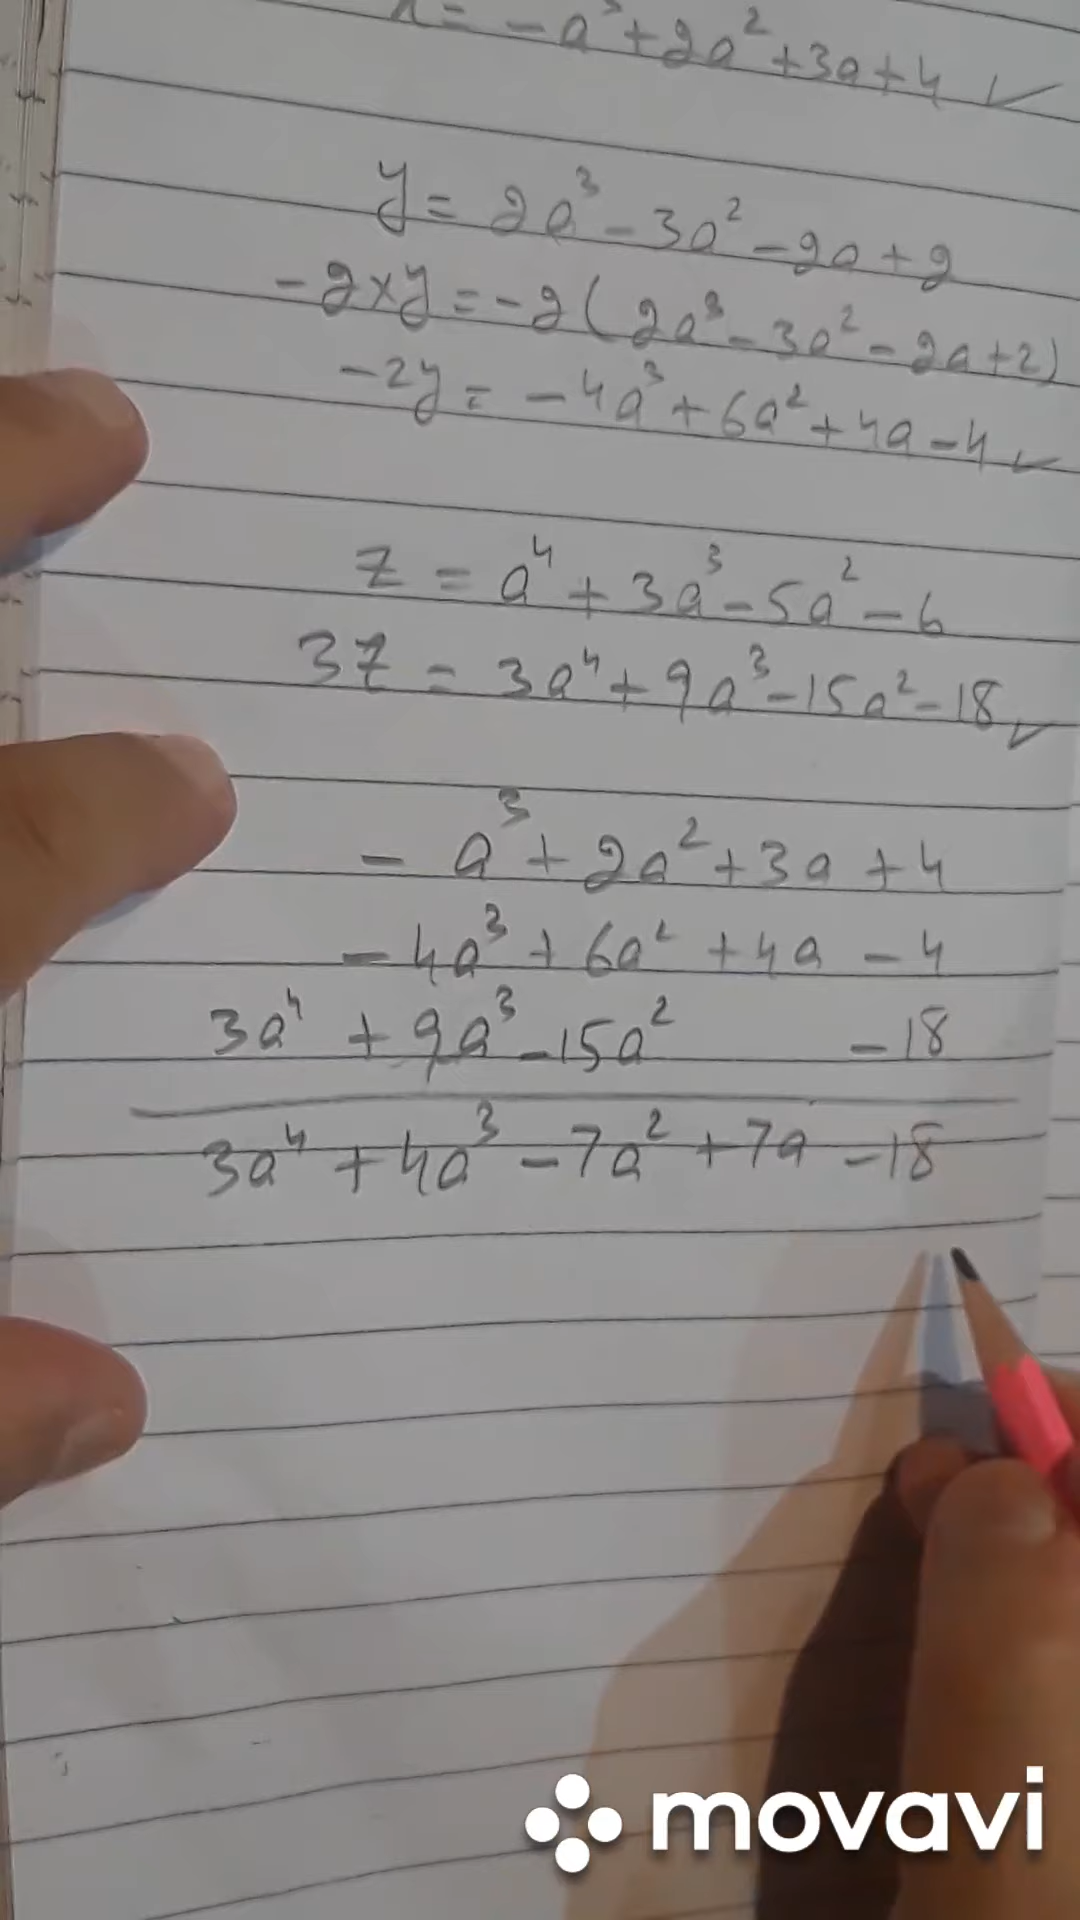 x = -a³+2a²+3a+4 ✓
y = 2a³ - 3a² - 2a + 2
-2xy = -2(2a³ - 3a² - 2a+2)
-2y = -4a³ + 6a² + 4a - 4 ✓
z = a⁴ + 3a³ - 5a² - 6
3z = 3a⁴ + 9a³ - 15a² - 18 ✓
- a³ + 2a² + 3a + 4
- 4a³ + 6a² + 4a - 4
3a⁴ + 9a³ - 15a² - 18
3a⁴ + 4a³ - 7a² + 7a - 18
movavi